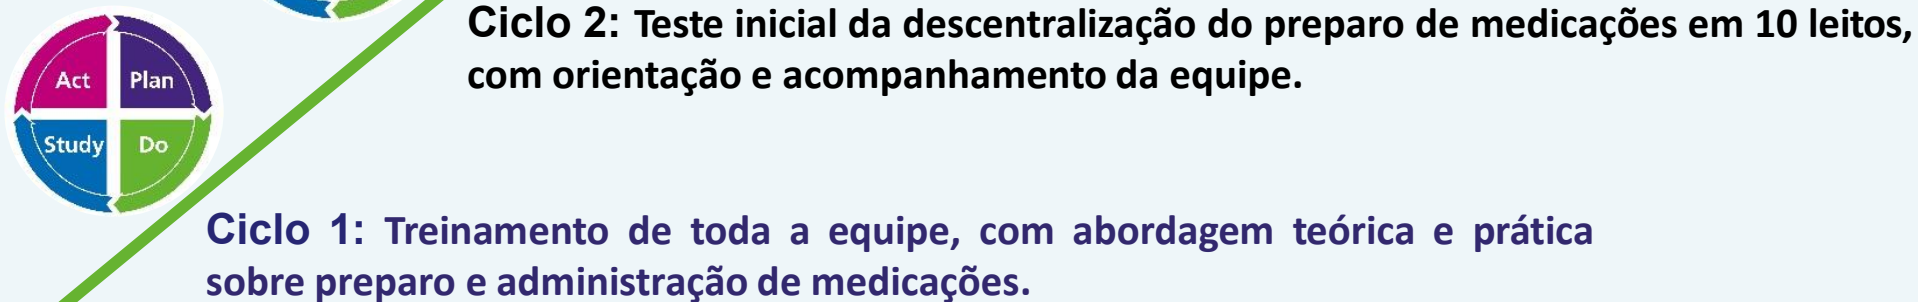 Ciclo 2: Teste inicial da descentralização do preparo de medicações em 10 leitos,
com orientação e acompanhamento da equipe.
Act Plan
Study Do
Ciclo 1: Treinamento de toda a equipe, com abordagem teórica e prática
sobre preparo e administração de medicações.